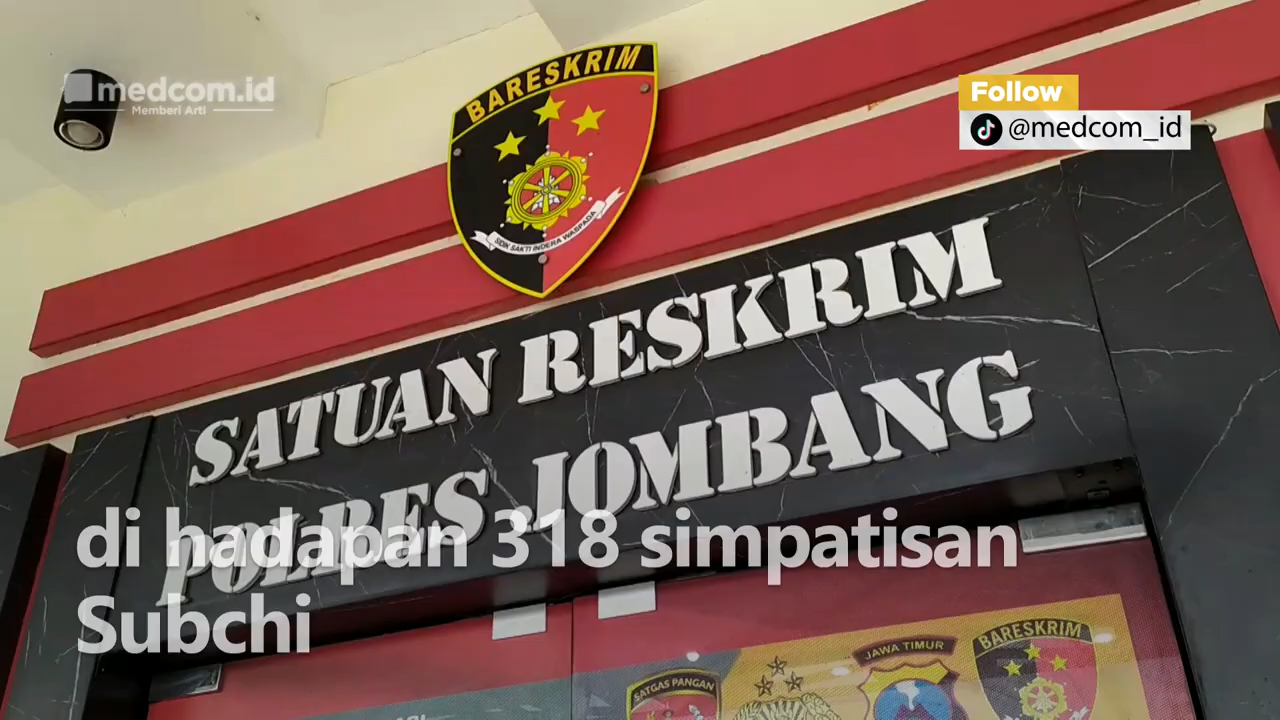 medcom.id
Memberi Arti
Follow
@medcom_id
BARESKRIM
SIDIK SAKTI INDERA WASPADA
SATUAN RESKRIM
POLRES JOMBANG
di hadapan 318 simpatisan
Subchi
SATGAS PANGAN
JAWA TIMUR
BARESKRIM